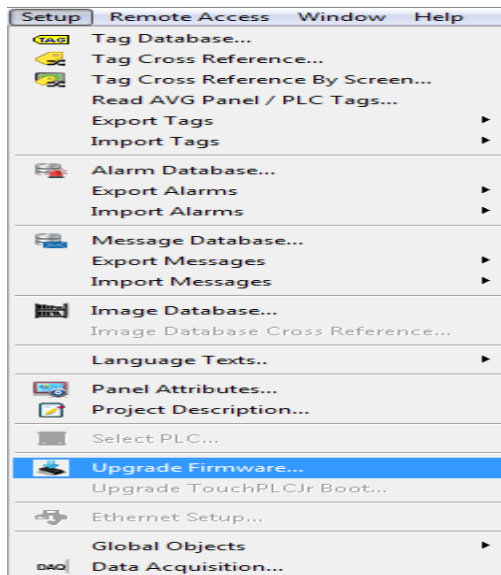 Setup Remote Access Window Help
TAG Tag Database...
Tag Cross Reference...
Tag Cross Reference By Screen...
Read AVG Panel / PLC Tags...
Export Tags
Import Tags
Alarm Database...
Export Alarms
Import Alarms
Message Database...
Export Messages
Import Messages
Image Database...
Image Database Cross Reference...
Language Texts..
Panel Attributes...
Project Description...
Select PLC...
Upgrade Firmware...
Upgrade TouchPLCJr Boot...
Ethernet Setup...
Global Objects
DAQ Data Acquisition...